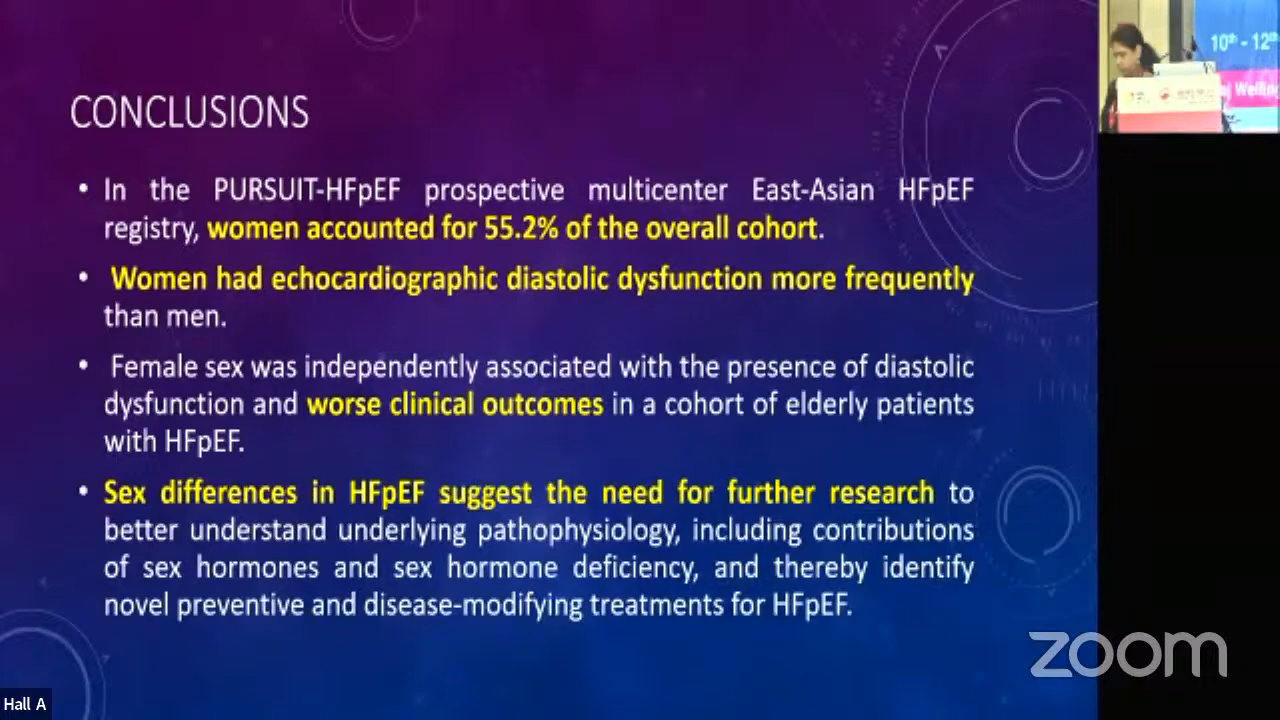 CONCLUSIONS
• In the PURSUIT-HFpEF prospective multicenter East-Asian HFpEF
registry, women accounted for 55.2% of the overall cohort.
• Women had echocardiographic diastolic dysfunction more frequently
than men.
• Female sex was independently associated with the presence of diastolic
dysfunction and worse clinical outcomes in a cohort of elderly patients
with HFpEF.
• Sex differences in HFpEF suggest the need for further research to
better understand underlying pathophysiology, including contributions
of sex hormones and sex hormone deficiency, and thereby identify
novel preventive and disease-modifying treatments for HFpEF.
10th - 12th
zoom
Hall A